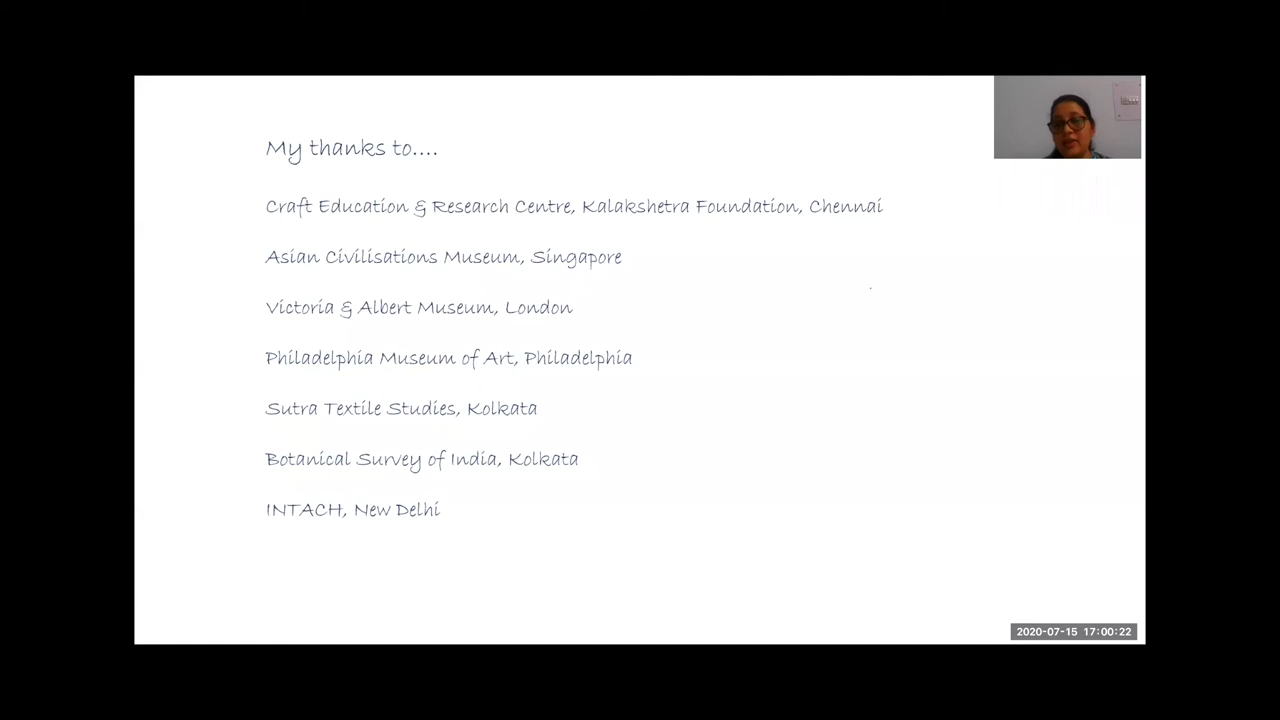 My thanks to....
Craft Education & Research Centre, Kalakshetra Foundation, Chennai
Asian Civilisations Museum, Singapore
Victoria & Albert Museum, London
Philadelphia Museum of Art, Philadelphia
Sutra Textile Studies, Kolkata
Botanical Survey of India, Kolkata
INTACH, New Delhi
2020-07-15 17:00:22